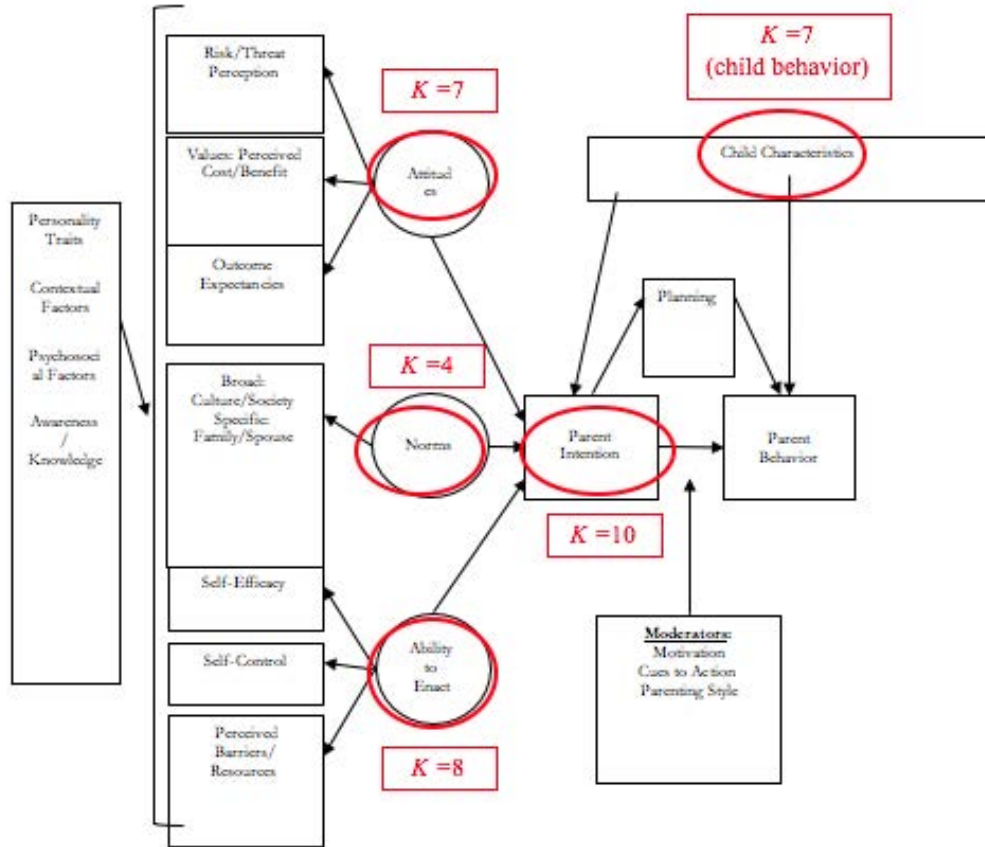 Personality
Traits
Contextual
Factors
Psychosoci
al Factors
Awareness
/
Knowledge
Risk/Threat
Perception
Values: Perceived
Cost/Benefit
Outcome
Expectancies
Broad:
Culture/Society
Specific:
Family/Spouse
Self-Efficacy
Self-Control
Perceived
Barriers/
Resources
K =7
Attitud
es
K =4
Norms
Ability
to
Enact
K =8
K =7
(child behavior)
Child Characteristics
Planning
Parent
Intention
K =10
Parent
Behavior
Moderators:
Motivation
Cues to Action
Parenting Style